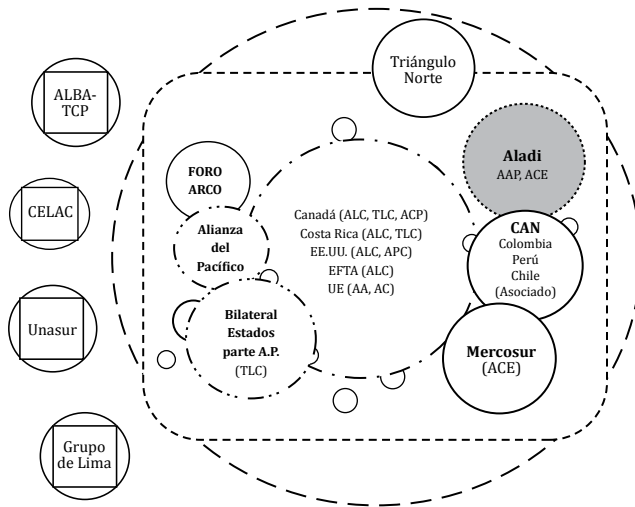 ALBA-
TCP
CELAC
Unasur
Grupo
de Lima
Triángulo
Norte
FORO
ARCO
Alianza
del
Pacífico
Bilateral
Estados
parte A.P.
(TLC)
Canadá (ALC, TLC, ACP)
Costa Rica (ALC, TLC)
EE.UU. (ALC, APC)
EFTA (ALC)
UE (AA, AC)
Aladi
AAP, ACE
CAN
Colombia
Perú
Chile
(Asociado)
Mercosur
(ACE)